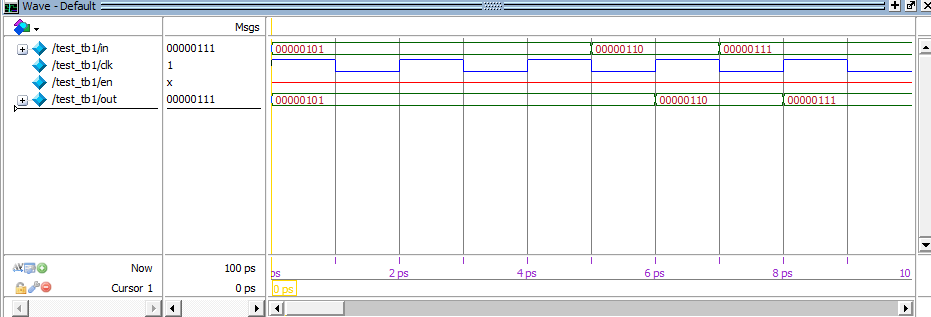 Wave - Default
Msgs
/test_tb1/in 00000111 00000101 00000110 00000111
/test_tb1/clk 1
/test_tb1/en x
/test_tb1/out 00000111 00000101 00000110 00000111
Now 100 ps ps 2 ps 4 ps 6 ps 8 ps 10
Cursor 1 0 ps 0 ps